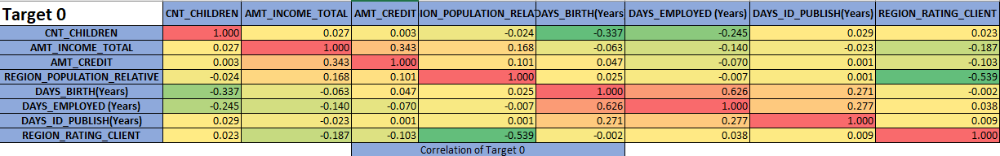 Target 0 CNT_CHILDREN AMT_INCOME_TOTAL AMT_CREDIT ION_POPULATION_RELA DAYS_BIRTH(Years DAYS_EMPLOYED (Years) DAYS_ID_PUBLISH(Years) REGION_RATING_CLIENT
CNT_CHILDREN 1.000 0.027 0.003 -0.024 -0.337 -0.245 0.029 0.023
AMT_INCOME_TOTAL 0.027 1.000 0.343 0.168 -0.063 -0.140 -0.023 -0.187
AMT_CREDIT 0.003 0.343 1.000 0.101 0.047 -0.070 0.001 -0.103
REGION_POPULATION_RELATIVE -0.024 0.168 0.101 1.000 0.025 -0.007 0.001 -0.539
DAYS_BIRTH(Years) -0.337 -0.063 0.047 0.025 1.000 0.626 0.271 -0.002
DAYS_EMPLOYED (Years) -0.245 -0.140 -0.070 -0.007 0.626 1.000 0.277 0.038
DAYS_ID_PUBLISH(Years) 0.029 -0.023 0.001 0.001 0.271 0.277 1.000 0.009
REGION_RATING_CLIENT 0.023 -0.187 -0.103 -0.539 -0.002 0.038 0.009 1.000
Correlation of Target 0